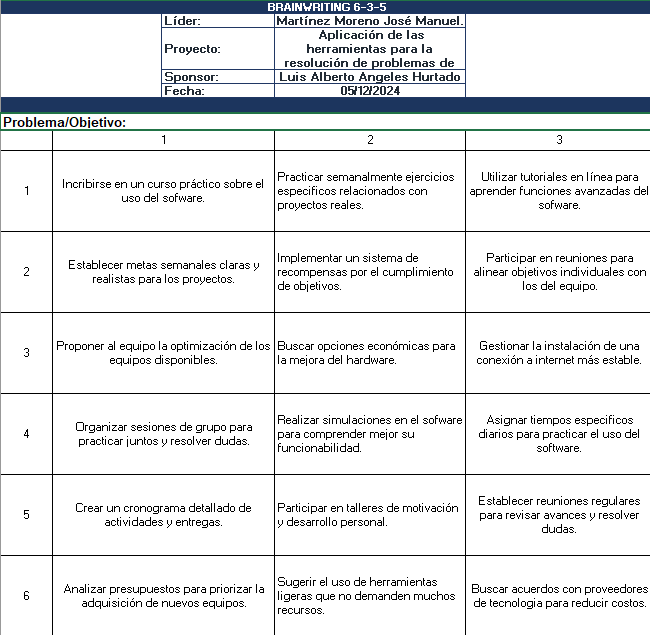 BRAINWRITING 6-3-5
Líder: Martínez Moreno José Manuel.
Proyecto: Aplicación de las
herramientas para la
resolución de problemas de
Sponsor: Luis Alberto Angeles Hurtado
Fecha: 05/12/2024
Problema/Objetivo:
1 2 3
1
Incribirse en un curso práctico sobre el
uso del sofware.
Practicar semanalmente ejercicios
especificos relacionados con
proyectos reales.
Utilizar tutoriales en línea para
aprender funciones avanzadas del
sofware.
2
Establecer metas semanales claras y
realistas para los proyectos.
Implementar un sistema de
recompensas por el cumplimiento
de objetivos.
Participar en reuniones para
alinear objetivos individuales con
los del equipo.
3
Proponer al equipo la optimización de los
equipos disponibles.
Buscar opciones económicas para
la mejora del hardware.
Gestionar la instalación de una
conexión a internet más estable.
4
Organizar sesiones de grupo para
practicar juntos y resolver dudas.
Realizar simulaciones en el sofware
para comprender mejor su
funcionabilidad.
Asignar tiempos especificos
diarios para practicar el uso del
software.
5
Crear un cronograma detallado de
actividades y entregas.
Participar en talleres de motivación
y desarrollo personal.
Establecer reuniones regulares
para revisar avances y resolver
dudas.
6
Analizar presupuestos para priorizar la
adquisición de nuevos equipos.
Sugerir el uso de herramientas
ligeras que no demanden muchos
recursos.
Buscar acuerdos con proveedores
de tecnologia para reducir costos.